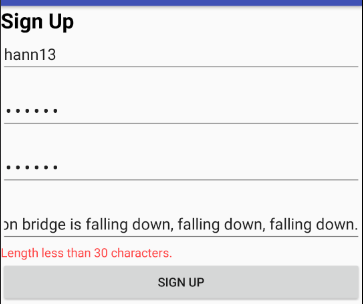 Sign Up
hann13
••••••
••••••
on bridge is falling down, falling down, falling down.
Length less than 30 characters.
SIGN UP